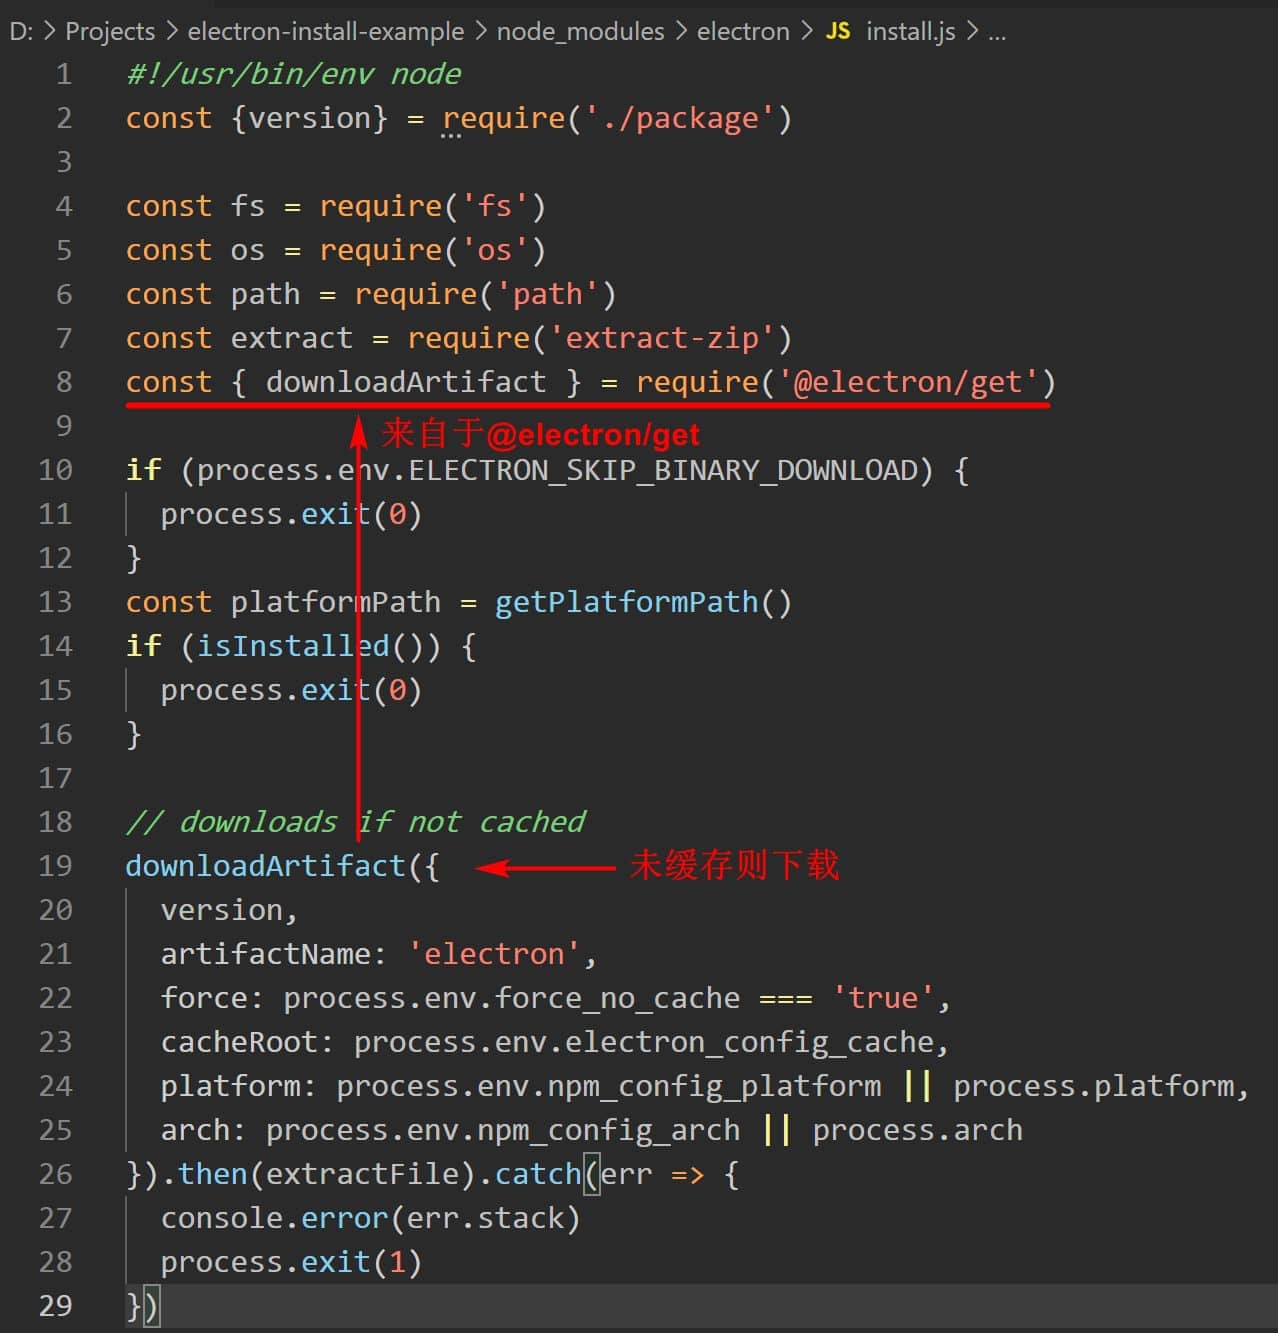 D: > Projects > electron-install-example > node_modules > electron > JS install.js > ...
1 #!/usr/bin/env node
2 const {version} = require('./package')
3
4 const fs = require('fs')
5 const os = require('os')
6 const path = require('path')
7 const extract = require('extract-zip')
8 const { downloadArtifact } = require('@electron/get')
9 来自于@electron/get
10 if (process.env.ELECTRON_SKIP_BINARY_DOWNLOAD) {
11   process.exit(0)
12 }
13 const platformPath = getPlatformPath()
14 if (isInstalled()) {
15   process.exit(0)
16 }
17
18 // downloads if not cached
19 downloadArtifact({ 未缓存则下载
20   version,
21   artifactName: 'electron',
22   force: process.env.force_no_cache === 'true',
23   cacheRoot: process.env.electron_config_cache,
24   platform: process.env.npm_config_platform || process.platform,
25   arch: process.env.npm_config_arch || process.arch
26 }).then(extractFile).catch(err => {
27   console.error(err.stack)
28   process.exit(1)
29 })